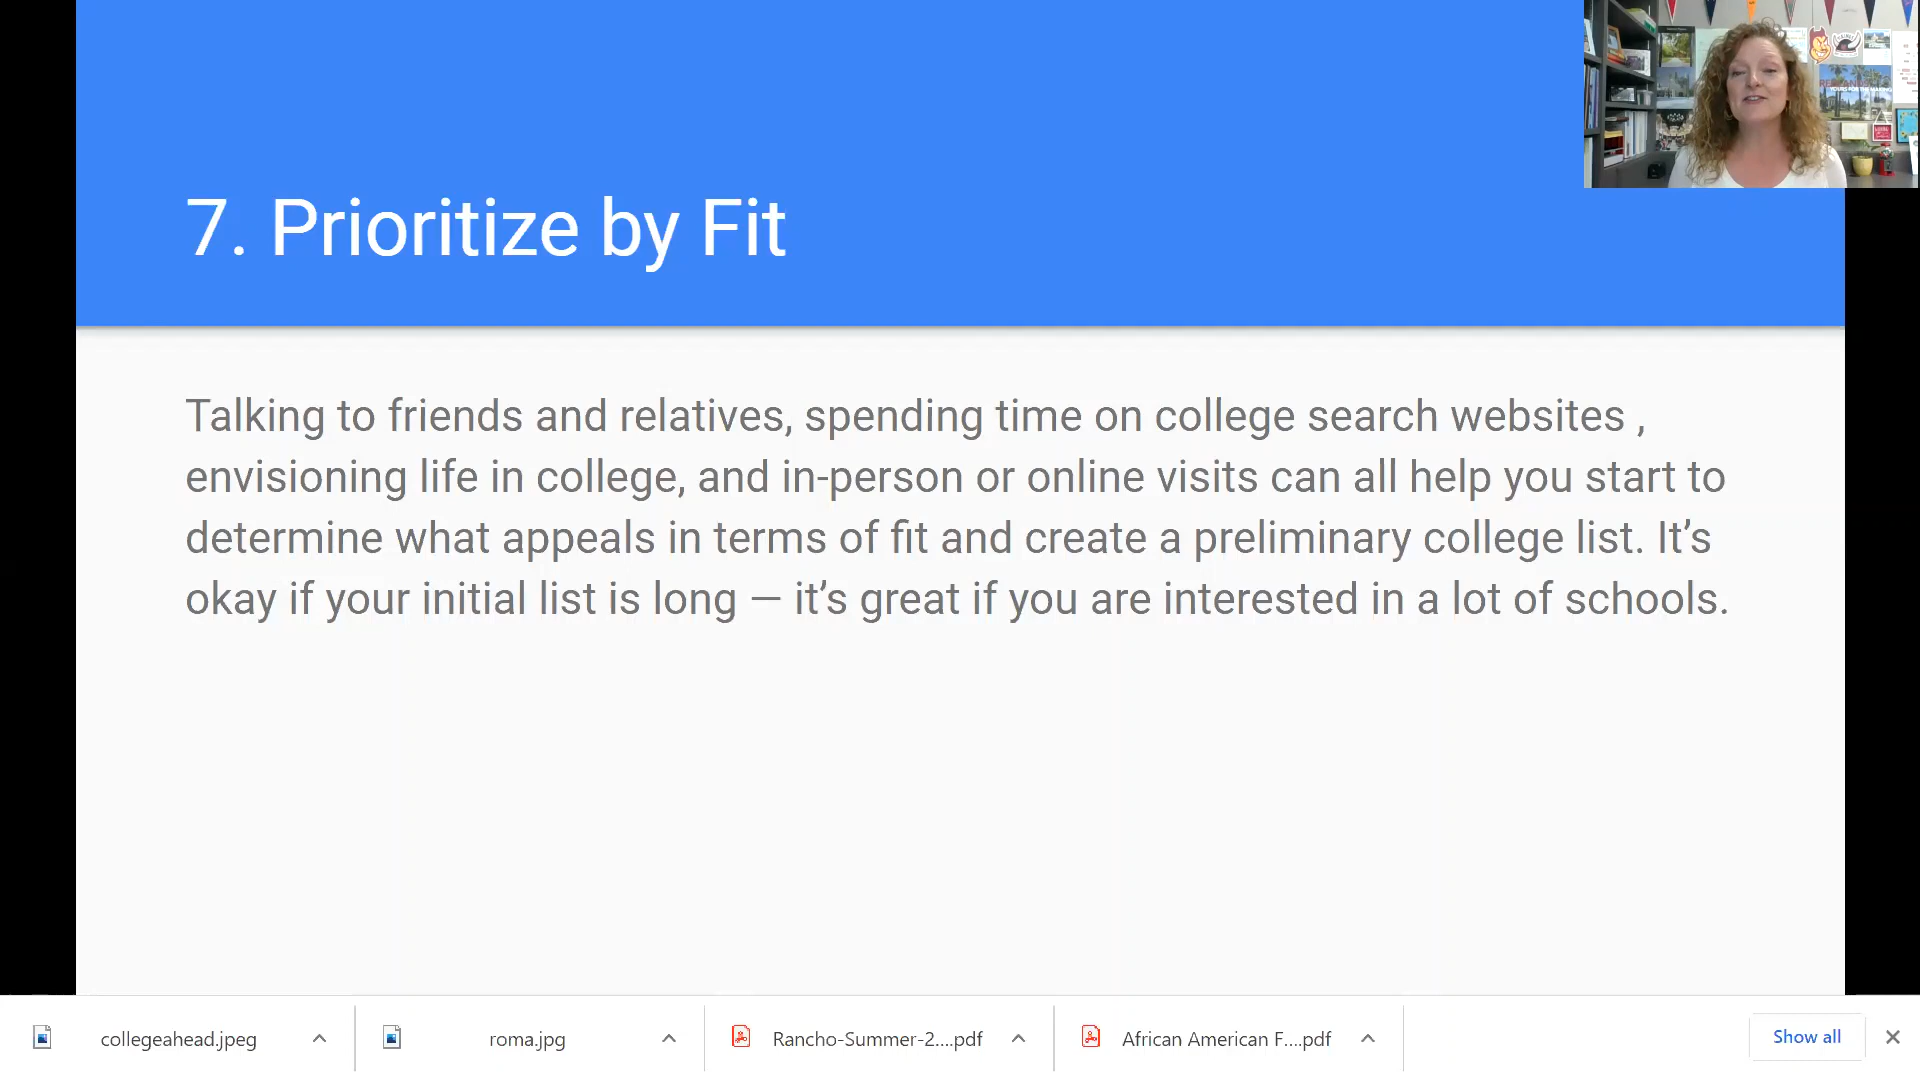 7. Prioritize by Fit
Talking to friends and relatives, spending time on college search websites ,
envisioning life in college, and in-person or online visits can all help you start to
determine what appeals in terms of fit and create a preliminary college list. It’s
okay if your initial list is long — it’s great if you are interested in a lot of schools.
collegeahead.jpeg
roma.jpg
Rancho-Summer-2....pdf
African American F....pdf
Show all